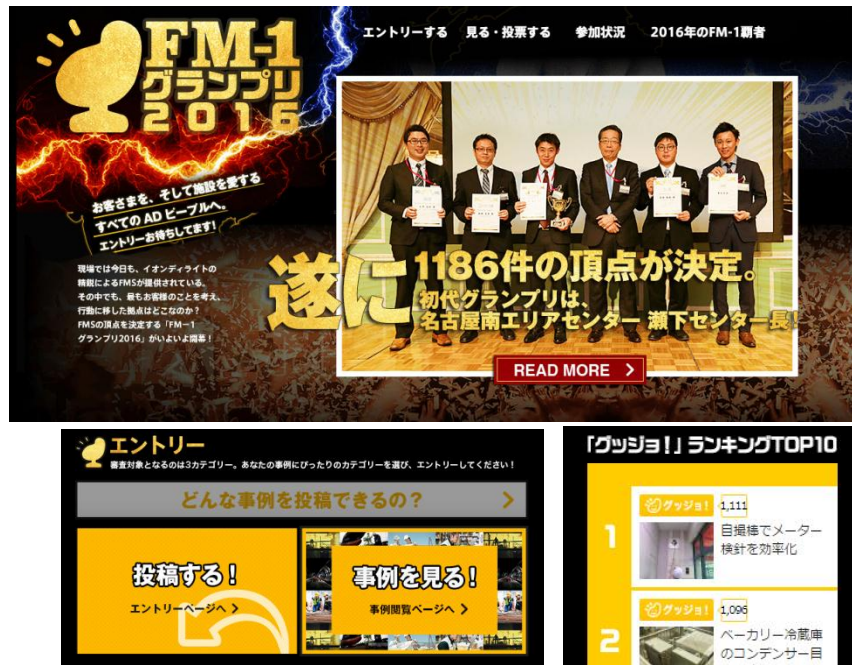 FM-1
グランプリ
2016
エントリーする 見る・投票する 参加状況 2016年のFM-1覇者
お客さまを、そして施設を愛する
すべての AD ピープルへ。
エントリーお待ちしてます!
現場では今日も、イオンディライトの
精鋭によるFMSが提供されている。
その中でも、最もお客様のことを考え、
行動に移した拠点はどこなのか?
FMSの頂点を決定する「FM−1
グランプリ2016」がいよいよ開幕!
遂に
1186件の頂点が決定。
初代グランプリは、
名古屋南エリアセンター 瀬下センター長!
READ MORE >
エントリー
審査対象となるのは3カテゴリー。あなたの事例にぴったりのカテゴリーを選び、エントリーしてください!
どんな事例を投稿できるの? >
投稿する!
エントリーページへ >
事例を見る!
事例閲覧ページへ >
「グッジョ!」ランキングTOP10
1
グッジョ! 1,111
自撮棒でメーター
検針を効率化
2
グッジョ! 1,096
ベーカリー冷蔵庫
のコンデンサー目